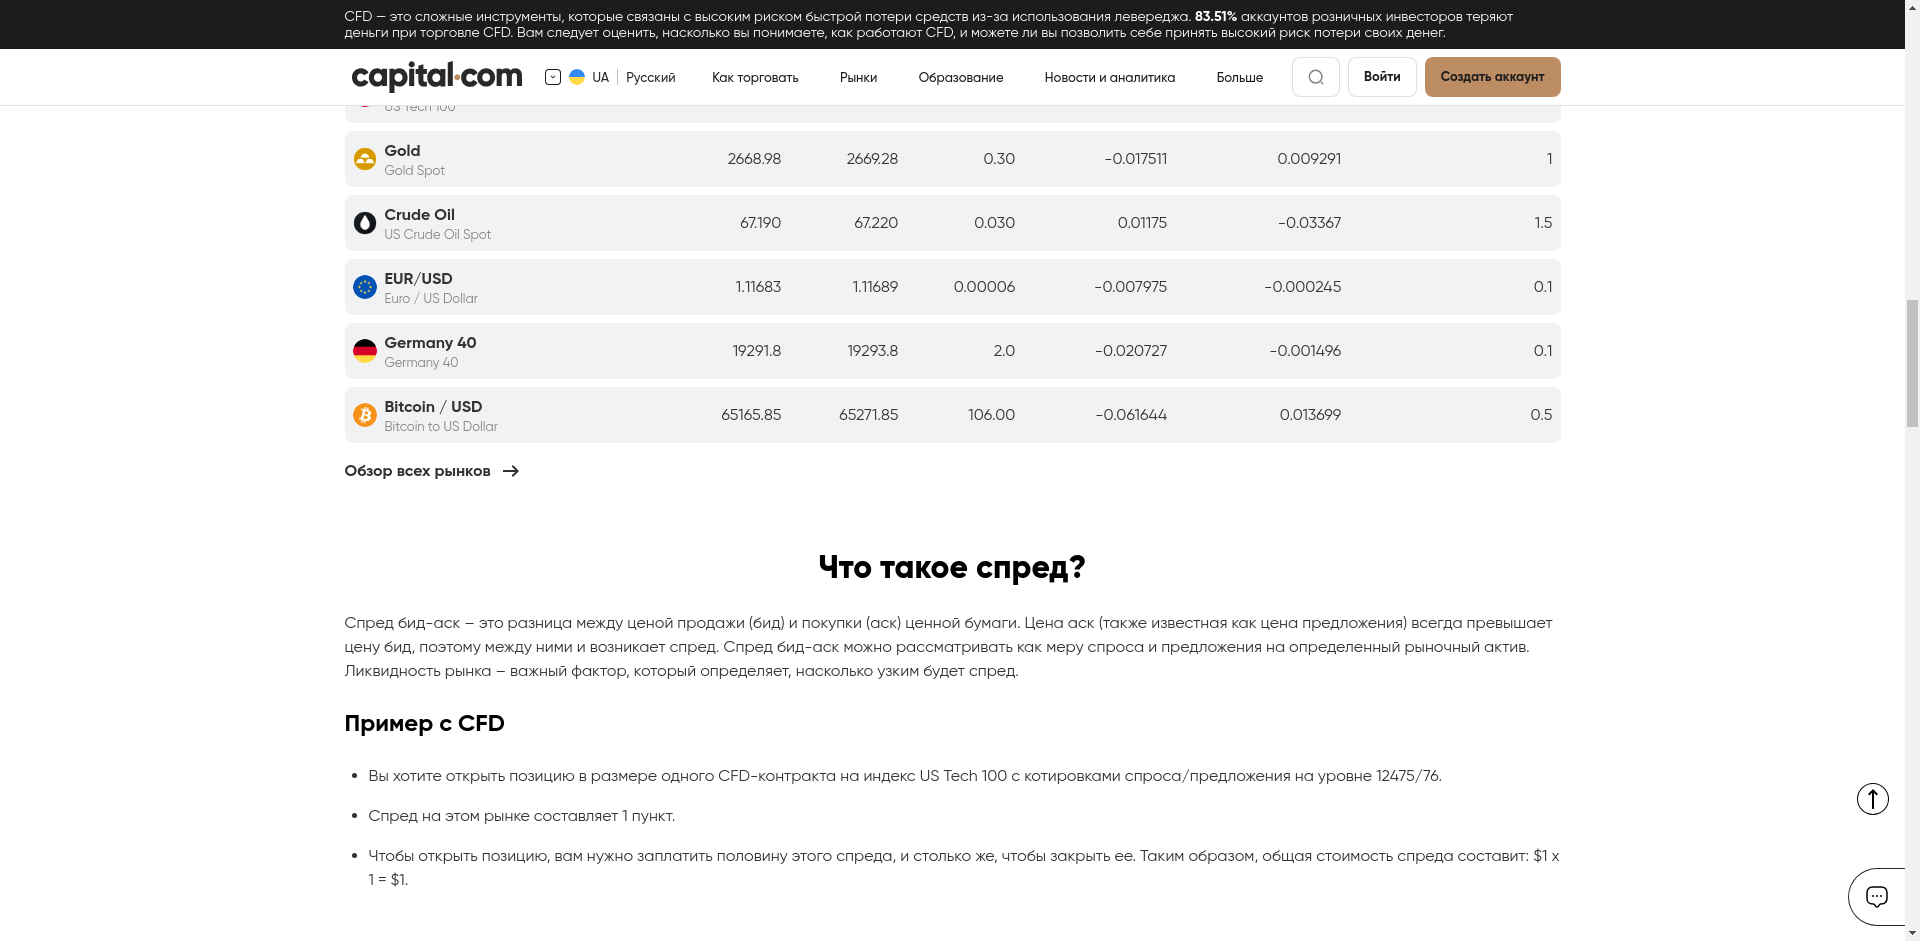 CFD — это сложные инструменты, которые связаны с высоким риском быстрой потери средств из-за использования левереджа. 83.51% аккаунтов розничных инвесторов теряют
деньги при торговле CFD. Вам следует оценить, насколько вы понимаете, как работают CFD, и можете ли вы позволить себе принять высокий риск потери своих денег.
capital.com UA Русский Как торговать Рынки Образование Новости и аналитика Больше Войти Создать аккаунт
US Tech 100
Gold
Gold Spot
2668.98 2669.28 0.30 -0.017511 0.009291 1
Crude Oil
US Crude Oil Spot
67.190 67.220 0.030 0.01175 -0.03367 1.5
EUR/USD
Euro / US Dollar
1.11683 1.11689 0.00006 -0.007975 -0.000245 0.1
Germany 40
Germany 40
19291.8 19293.8 2.0 -0.020727 -0.001496 0.1
Bitcoin / USD
Bitcoin to US Dollar
65165.85 65271.85 106.00 -0.061644 0.013699 0.5
Обзор всех рынков
Что такое спред?
Спред бид-аск – это разница между ценой продажи (бид) и покупки (аск) ценной бумаги. Цена аск (также известная как цена предложения) всегда превышает
цену бид, поэтому между ними и возникает спред. Спред бид-аск можно рассматривать как меру спроса и предложения на определенный рыночный актив.
Ликвидность рынка – важный фактор, который определяет, насколько узким будет спред.
Пример с CFD
Вы хотите открыть позицию в размере одного CFD-контракта на индекс US Tech 100 с котировками спроса/предложения на уровне 12475/76.
Спред на этом рынке составляет 1 пункт.
Чтобы открыть позицию, вам нужно заплатить половину этого спреда, и столько же, чтобы закрыть ее. Таким образом, общая стоимость спреда составит: $1 x
1 = $1.